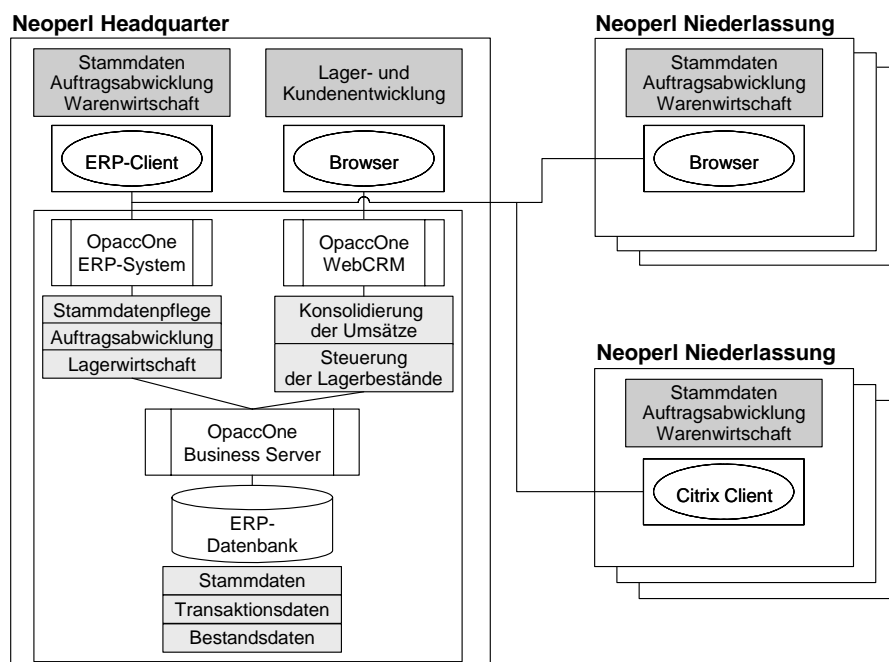 Neoperl Headquarter
Stammdaten
Auftragsabwicklung
Warenwirtschaft
Lager- und
Kundenentwicklung
ERP-Client
Browser
OpaccOne
ERP-System
OpaccOne
WebCRM
Stammdatenpflege
Auftragsabwicklung
Lagerwirtschaft
Konsolidierung
der Umsätze
Steuerung
der Lagerbestände
OpaccOne
Business Server
ERP-
Datenbank
Stammdaten
Transaktionsdaten
Bestandsdaten
Neoperl Niederlassung
Stammdaten
Auftragsabwicklung
Warenwirtschaft
Browser
Neoperl Niederlassung
Stammdaten
Auftragsabwicklung
Warenwirtschaft
Citrix Client